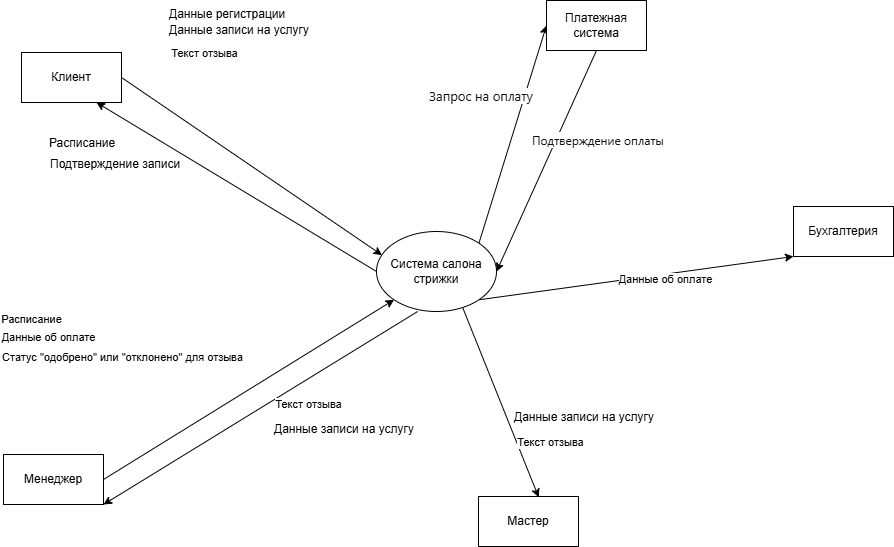 Данные регистрации
Данные записи на услугу
Текст отзыва
Платежная
система
Клиент
Запрос на оплату
Подтверждение оплаты
Расписание
Подтверждение записи
Бухгалтерия
Система салона
стрижки
Данные об оплате
Расписание
Данные об оплате
Статус "одобрено" или "отклонено" для отзыва
Текст отзыва
Данные записи на услугу
Данные записи на услугу
Текст отзыва
Менеджер
Мастер